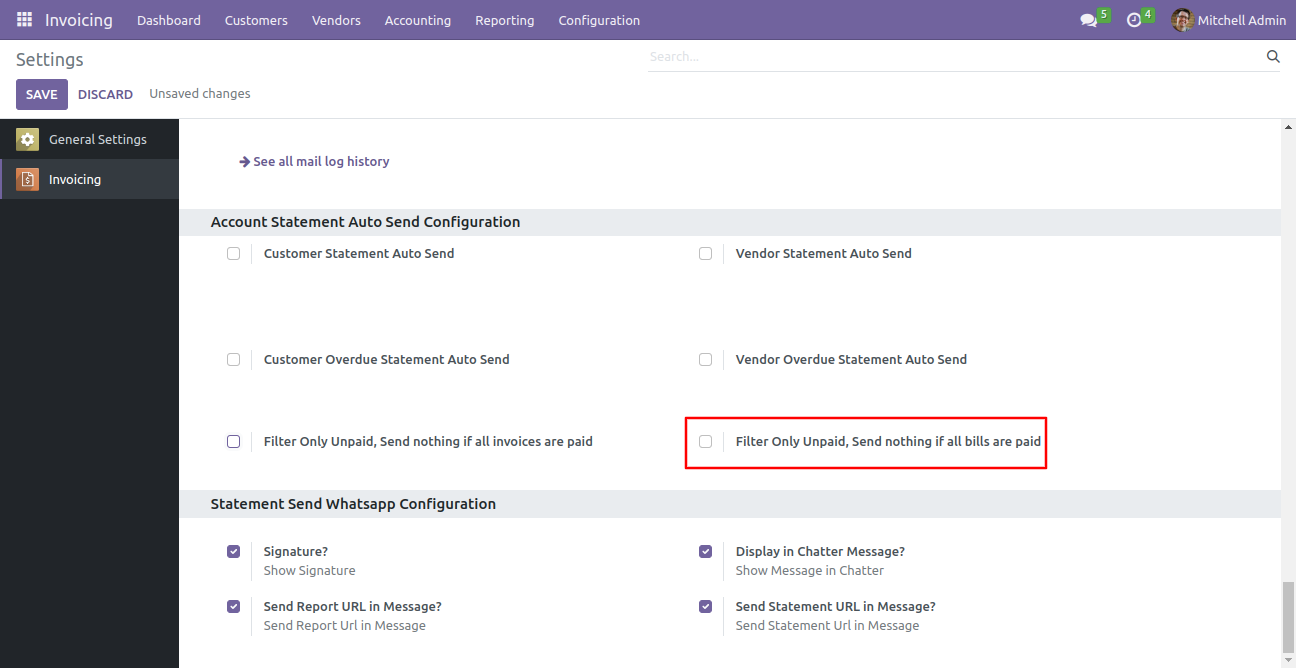 Invoicing Dashboard Customers Vendors Accounting Reporting Configuration 5 4 Mitchell Admin
Settings
Search...
SAVE DISCARD Unsaved changes
General Settings
Invoicing
See all mail log history
Account Statement Auto Send Configuration
Customer Statement Auto Send
Vendor Statement Auto Send
Customer Overdue Statement Auto Send
Vendor Overdue Statement Auto Send
Filter Only Unpaid, Send nothing if all invoices are paid
Filter Only Unpaid, Send nothing if all bills are paid
Statement Send Whatsapp Configuration
Signature?
Show Signature
Display in Chatter Message?
Show Message in Chatter
Send Report URL in Message?
Send Report Url in Message
Send Statement URL in Message?
Send Statement Url in Message